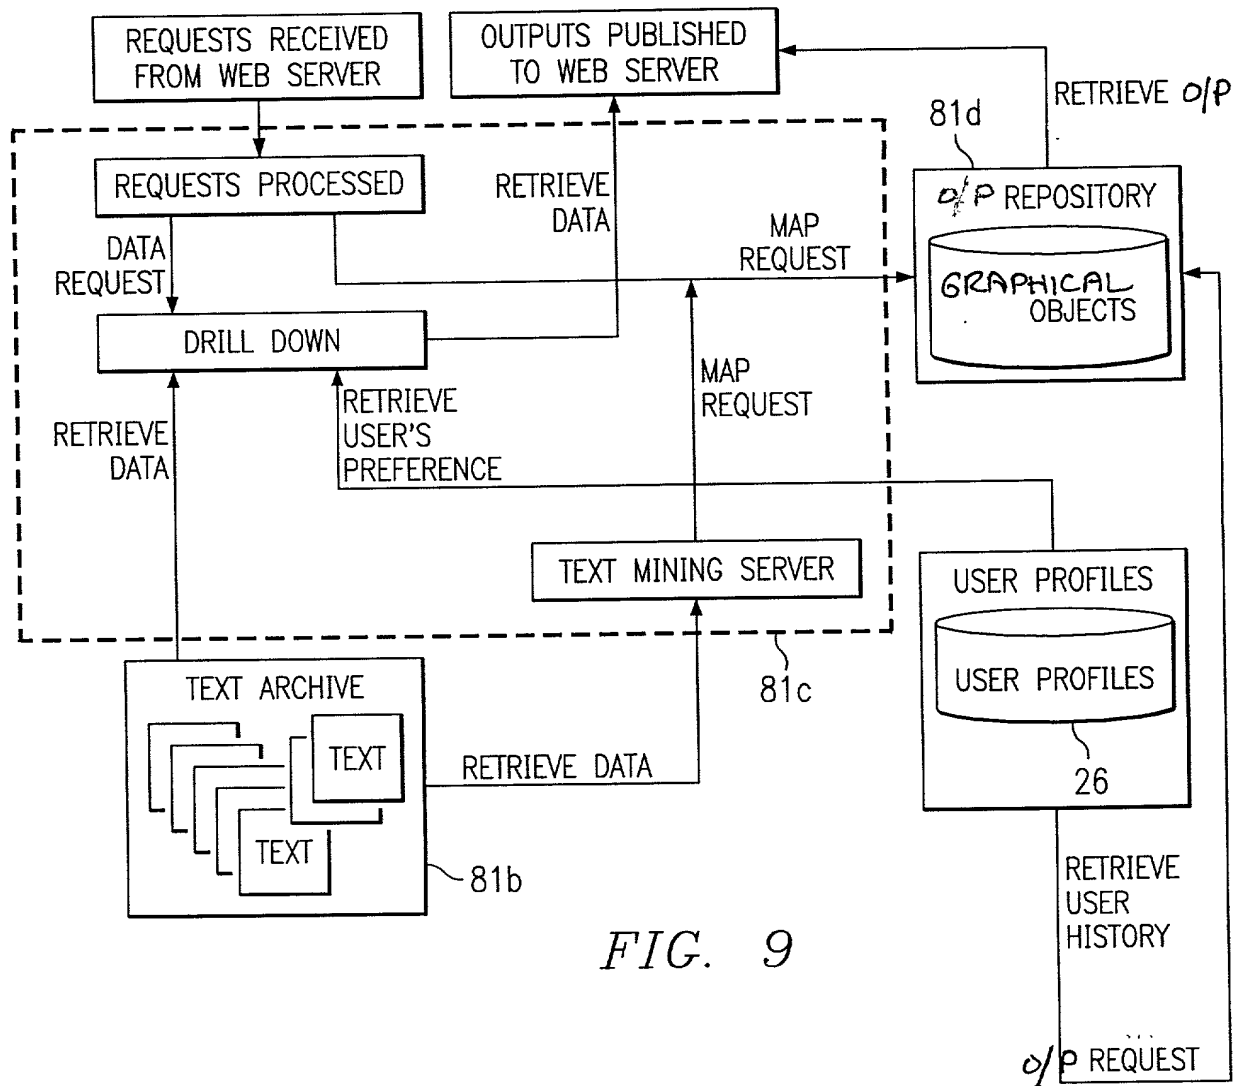 REQUESTS RECEIVED
FROM WEB SERVER
OUTPUTS PUBLISHED
TO WEB SERVER
RETRIEVE O/P
81d
REQUESTS PROCESSED
RETRIEVE
DATA
O/P REPOSITORY
DATA
REQUEST
MAP
REQUEST
GRAPHICAL
OBJECTS
DRILL DOWN
MAP
REQUEST
RETRIEVE
USER'S
PREFERENCE
RETRIEVE
DATA
TEXT MINING SERVER
USER PROFILES
USER PROFILES
81c
26
TEXT ARCHIVE
TEXT
TEXT
RETRIEVE DATA
81b
RETRIEVE
USER
HISTORY
FIG. 9
O/P REQUEST